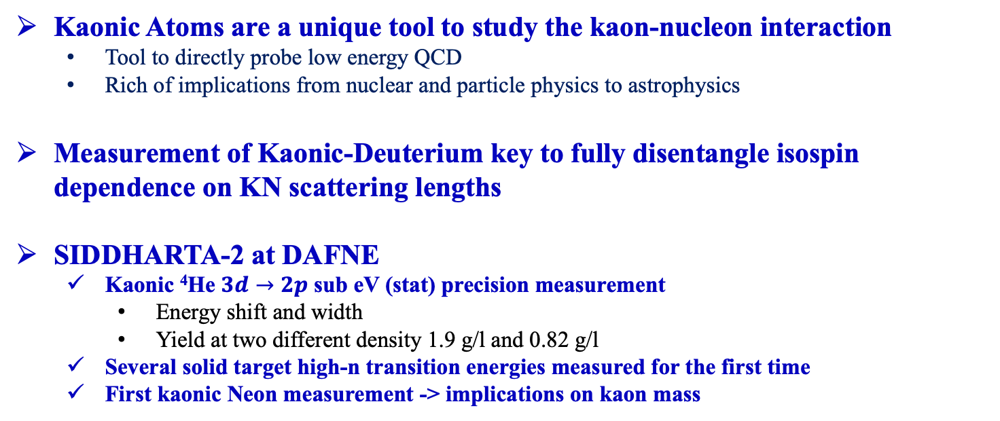 ➢ Kaonic Atoms are a unique tool to study the kaon-nucleon interaction
• Tool to directly probe low energy QCD
• Rich of implications from nuclear and particle physics to astrophysics
➢ Measurement of Kaonic-Deuterium key to fully disentangle isospin
dependence on KN scattering lengths
➢ SIDDHARTA-2 at DAFNE
✓ Kaonic ⁴He 3d → 2p sub eV (stat) precision measurement
• Energy shift and width
• Yield at two different density 1.9 g/l and 0.82 g/l
✓ Several solid target high-n transition energies measured for the first time
✓ First kaonic Neon measurement -> implications on kaon mass